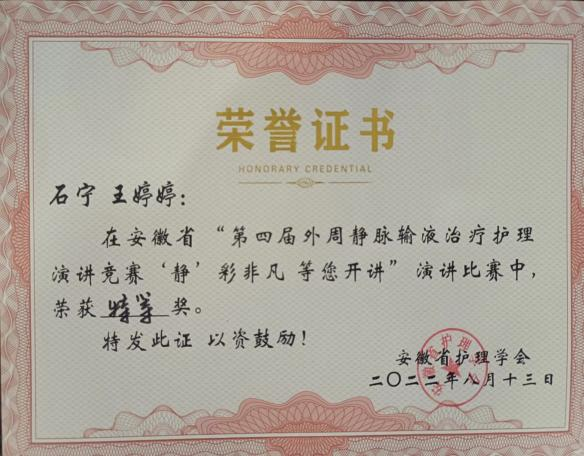 荣誉证书
HONORARY CREDENTIAL
石宁 王婷婷：
在安徽省“第四届外周静脉输液治疗护理
演讲竞赛‘静’彩非凡 等您开讲”演讲比赛中，
荣获 特等 奖。
特发此证 以资鼓励！
安徽省护理学会
二〇二二年八月十三日